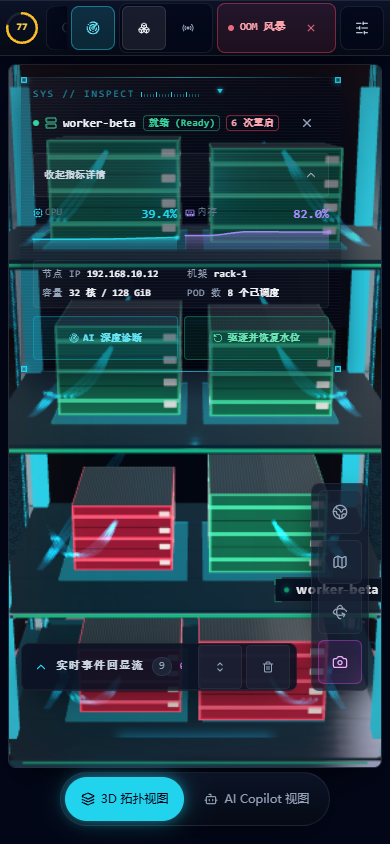 77
OOM 风暴
SYS // INSPECT
worker-beta 就绪 (Ready) 6 次重启
收起指标详情
CPU 39.4% 内存 82.0%
节点 IP 192.168.10.12 机架 rack-1
容量 32 核 / 128 GiB POD 数 8 个已调度
AI 深度诊断 驱逐并恢复水位
worker-beta
实时事件回显流 9
3D 拓扑视图 AI Copilot 视图